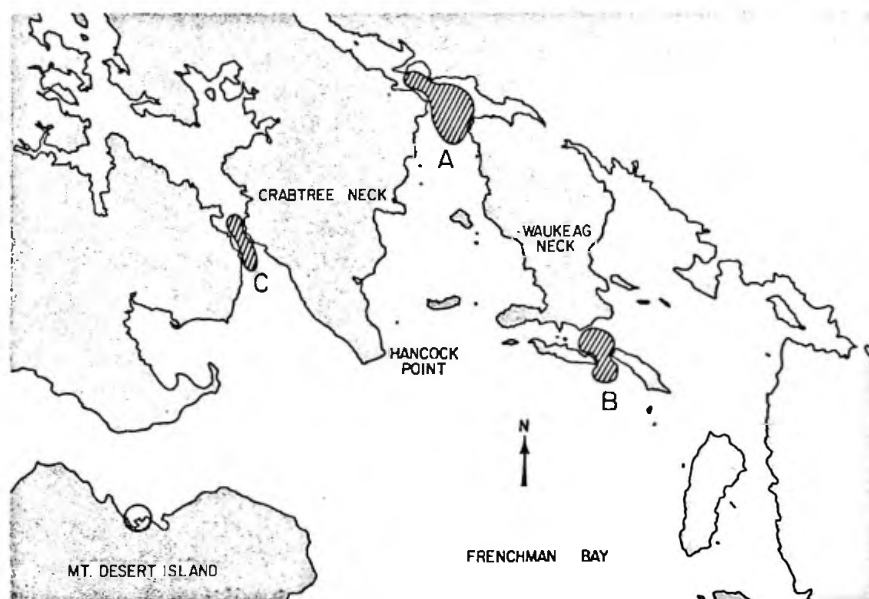 A
CRABTREE NECK
WAUKEAG
NECK
C
HANCOCK
POINT
B
N
MT. DESERT ISLAND
FRENCHMAN BAY